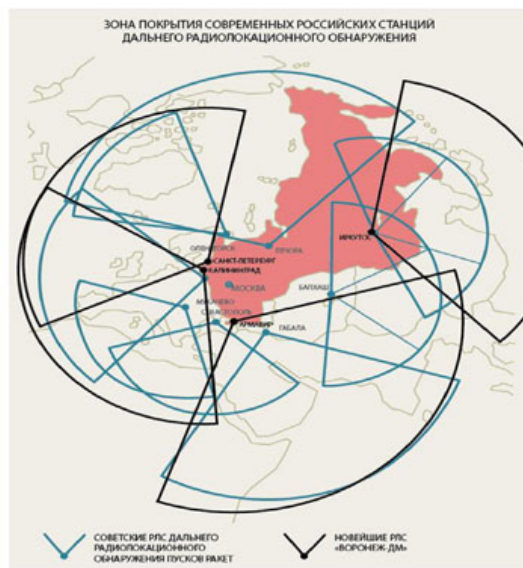 ЗОНА ПОКРЫТИЯ СОВРЕМЕННЫХ РОССИЙСКИХ СТАНЦИЙ
ДАЛЬНЕГО РАДИОЛОКАЦИОННОГО ОБНАРУЖЕНИЯ
ОЛЕНЕГОРСК
ПЕЧОРА
ИРКУТСК
САНКТ-ПЕТЕРБУРГ
КАЛИНИНГРАД
МОСКВА
БАЛХАШ
МУКАЧЕВО
СЕВАСТОПОЛЬ
АРМАВИР
ГАБАЛА
СОВЕТСКИЕ РЛС ДАЛЬНЕГО
РАДИОЛОКАЦИОННОГО
ОБНАРУЖЕНИЯ ПУСКОВ РАКЕТ
НОВЕЙШИЕ РЛС
«ВОРОНЕЖ-ДМ»